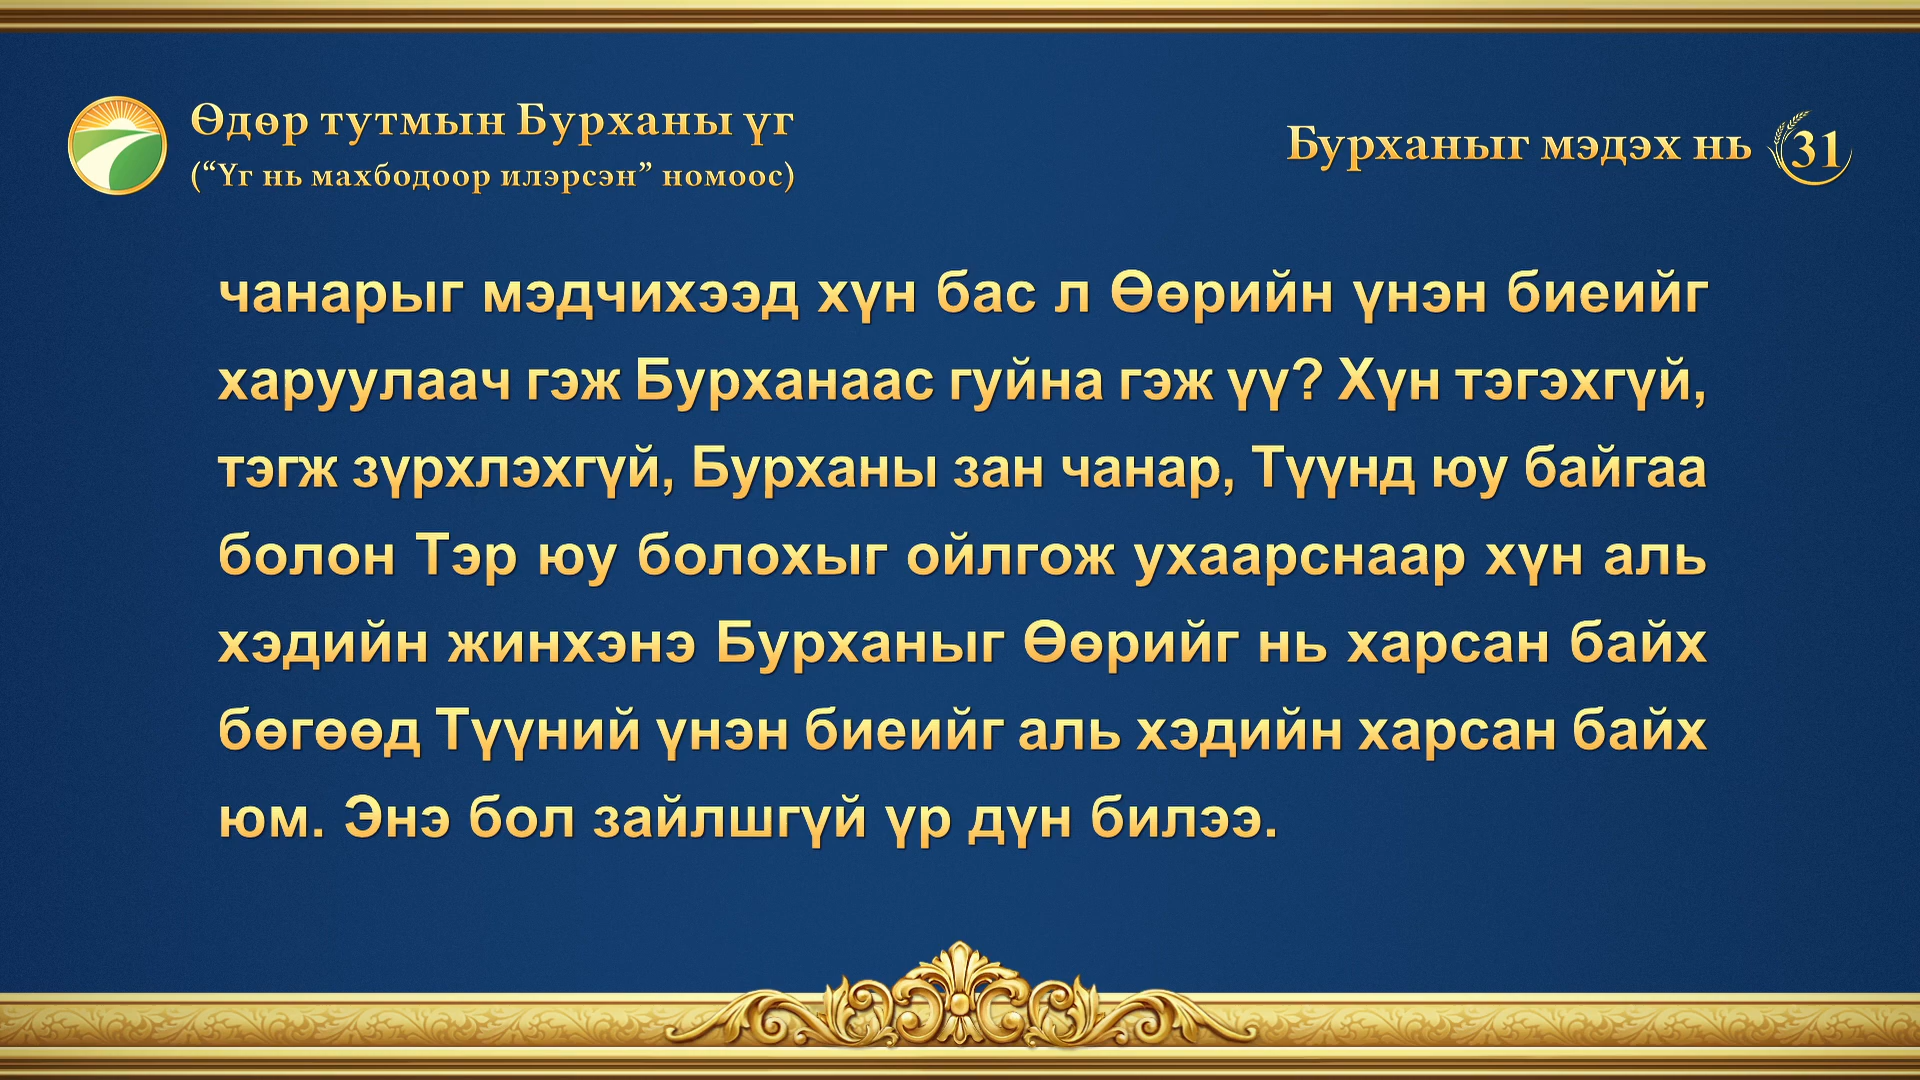 Өдөр тутмын Бурханы үг
(“Үг нь махбодоор илэрсэн” номоос)
Бурханыг мэдэх нь 31
чанарыг мэдчихээд хүн бас л Өөрийн үнэн биеийг
харуулаач гэж Бурханаас гуйна гэж үү? Хүн тэгэхгүй,
тэгж зүрхлэхгүй, Бурханы зан чанар, Түүнд юу байгаа
болон Тэр юу болохыг ойлгож ухаарснаар хүн аль
хэдийн жинхэнэ Бурханыг Өөрийг нь харсан байх
бөгөөд Түүний үнэн биеийг аль хэдийн харсан байх
юм. Энэ бол зайлшгүй үр дүн билээ.